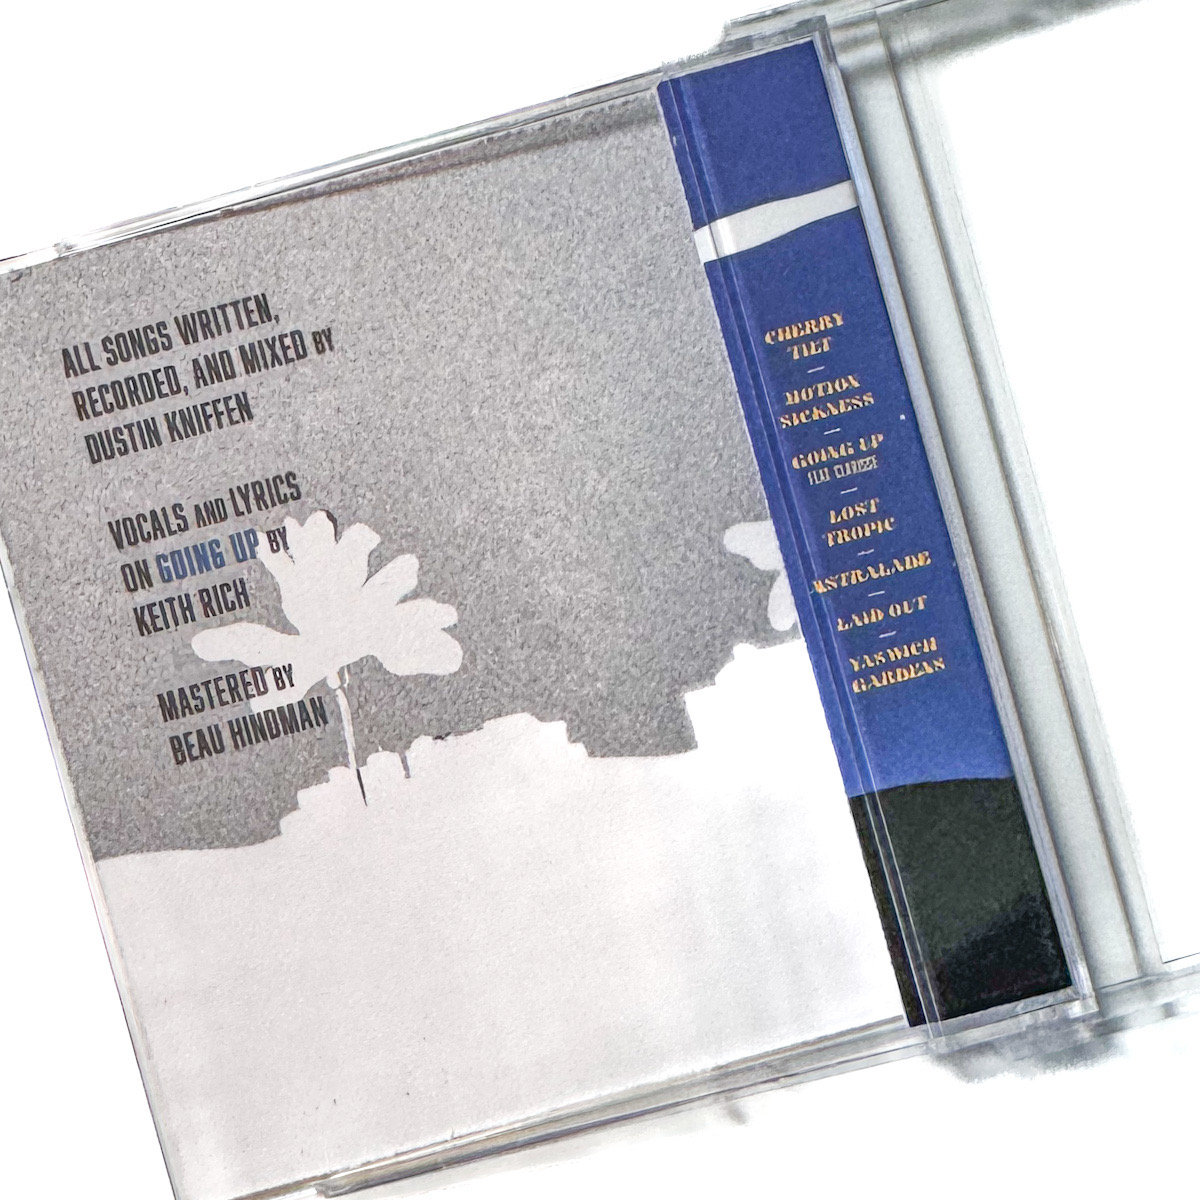 ALL SONGS WRITTEN,
RECORDED, AND MIXED BY
DUSTIN KNIFFEN
VOCALS AND LYRICS
ON GOING UP BY
KEITH RICH
MASTERED BY
BEAU HINDMAN
CHERRY
TILT
—
MOTION
SICKNESS
—
GOING UP
—
LOST
TROPIC
—
ASTRALADE
—
LAID OUT
—
GARDENS